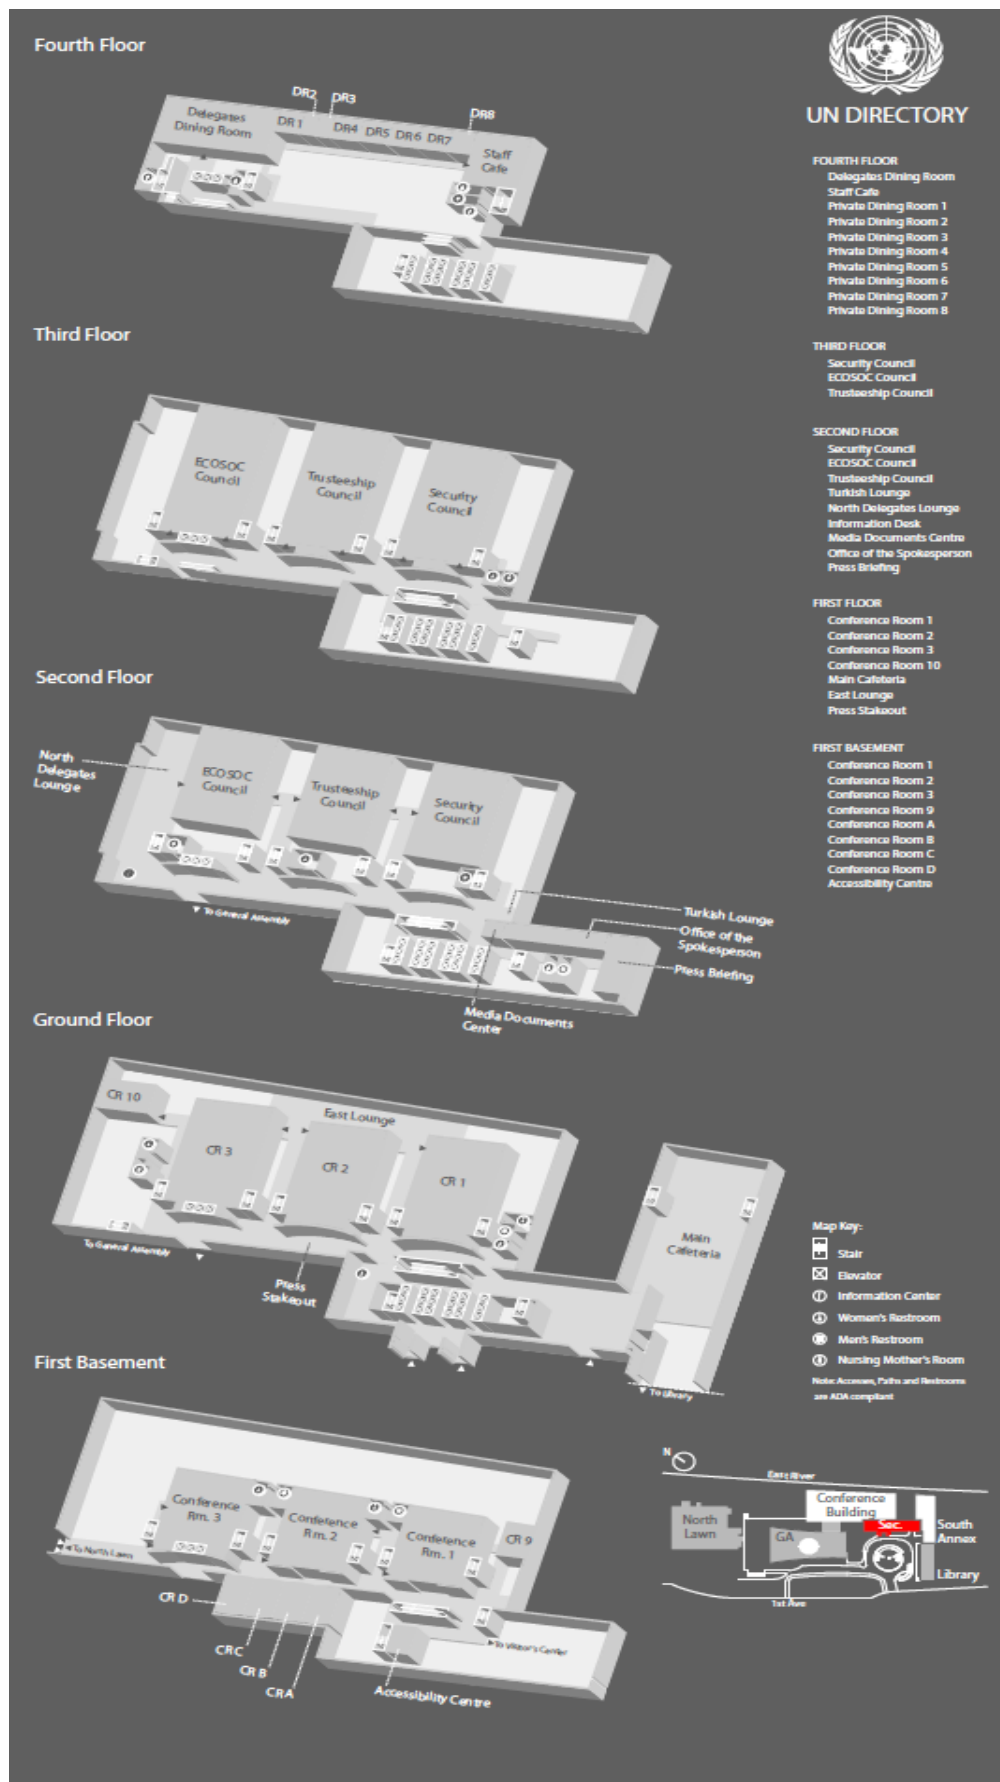 Fourth Floor
DR2
DR3
DR8
Delegates
Dining Room
DR1
DR4
DR5
DR6
DR7
Staff
Cafe
UN DIRECTORY
FOURTH FLOOR
Delegates Dining Room
Staff Cafe
Private Dining Room 1
Private Dining Room 2
Private Dining Room 3
Private Dining Room 4
Private Dining Room 5
Private Dining Room 6
Private Dining Room 7
Private Dining Room 8
THIRD FLOOR
Security Council
ECOSOC Council
Trusteeship Council
SECOND FLOOR
Security Council
ECOSOC Council
Trusteeship Council
Turkish Lounge
North Delegates Lounge
Information Desk
Media Documents Centre
Office of the Spokesperson
Press Briefing
FIRST FLOOR
Conference Room 1
Conference Room 2
Conference Room 3
Conference Room 10
Main Cafeteria
East Lounge
Press Stakeout
FIRST BASEMENT
Conference Room 1
Conference Room 2
Conference Room 3
Conference Room 9
Conference Room A
Conference Room B
Conference Room C
Conference Room D
Accessibility Centre
Third Floor
ECOSOC
Council
Trusteeship
Council
Security
Council
Second Floor
North
Delegates
Lounge
ECOSOC
Council
Trusteeship
Council
Security
Council
To General Assembly
Turkish Lounge
Office of the
Spokesperson
Press Briefing
Media Documents
Center
Ground Floor
CR 10
East Lounge
CR 3
CR 2
CR 1
Main
Cafeteria
To General Assembly
Press
Stakeout
To Library
Map Key:
Stair
Elevator
Information Center
Women's Restroom
Men's Restroom
Nursing Mother's Room
Note: Accesses, Paths and Restrooms
are ADA compliant
First Basement
Conference
Rm. 3
Conference
Rm. 2
Conference
Rm. 1
CR 9
To North Lawn
CR D
CR C
CR B
CR A
To Visitor's Center
Accessibility Centre
N
East River
Conference
Building
North
Lawn
GA
Sec.
South
Annex
Library
1st Ave